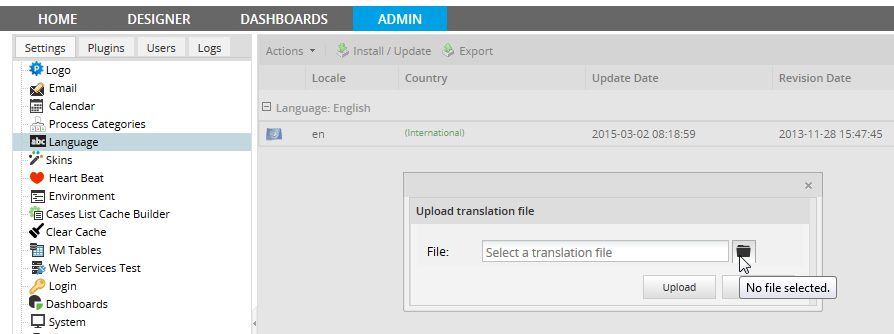 HOME DESIGNER DASHBOARDS ADMIN
Settings Plugins Users Logs
Actions Install / Update Export
Logo
Email
Calendar
Process Categories
abc Language
Skins
Heart Beat
Environment
Cases List Cache Builder
Clear Cache
PM Tables
Web Services Test
Login
Dashboards
System
Locale Country Update Date Revision Date
Language: English
en (International) 2015-03-02 08:18:59 2013-11-28 15:47:45
Upload translation file
File: Select a translation file
Upload
No file selected.